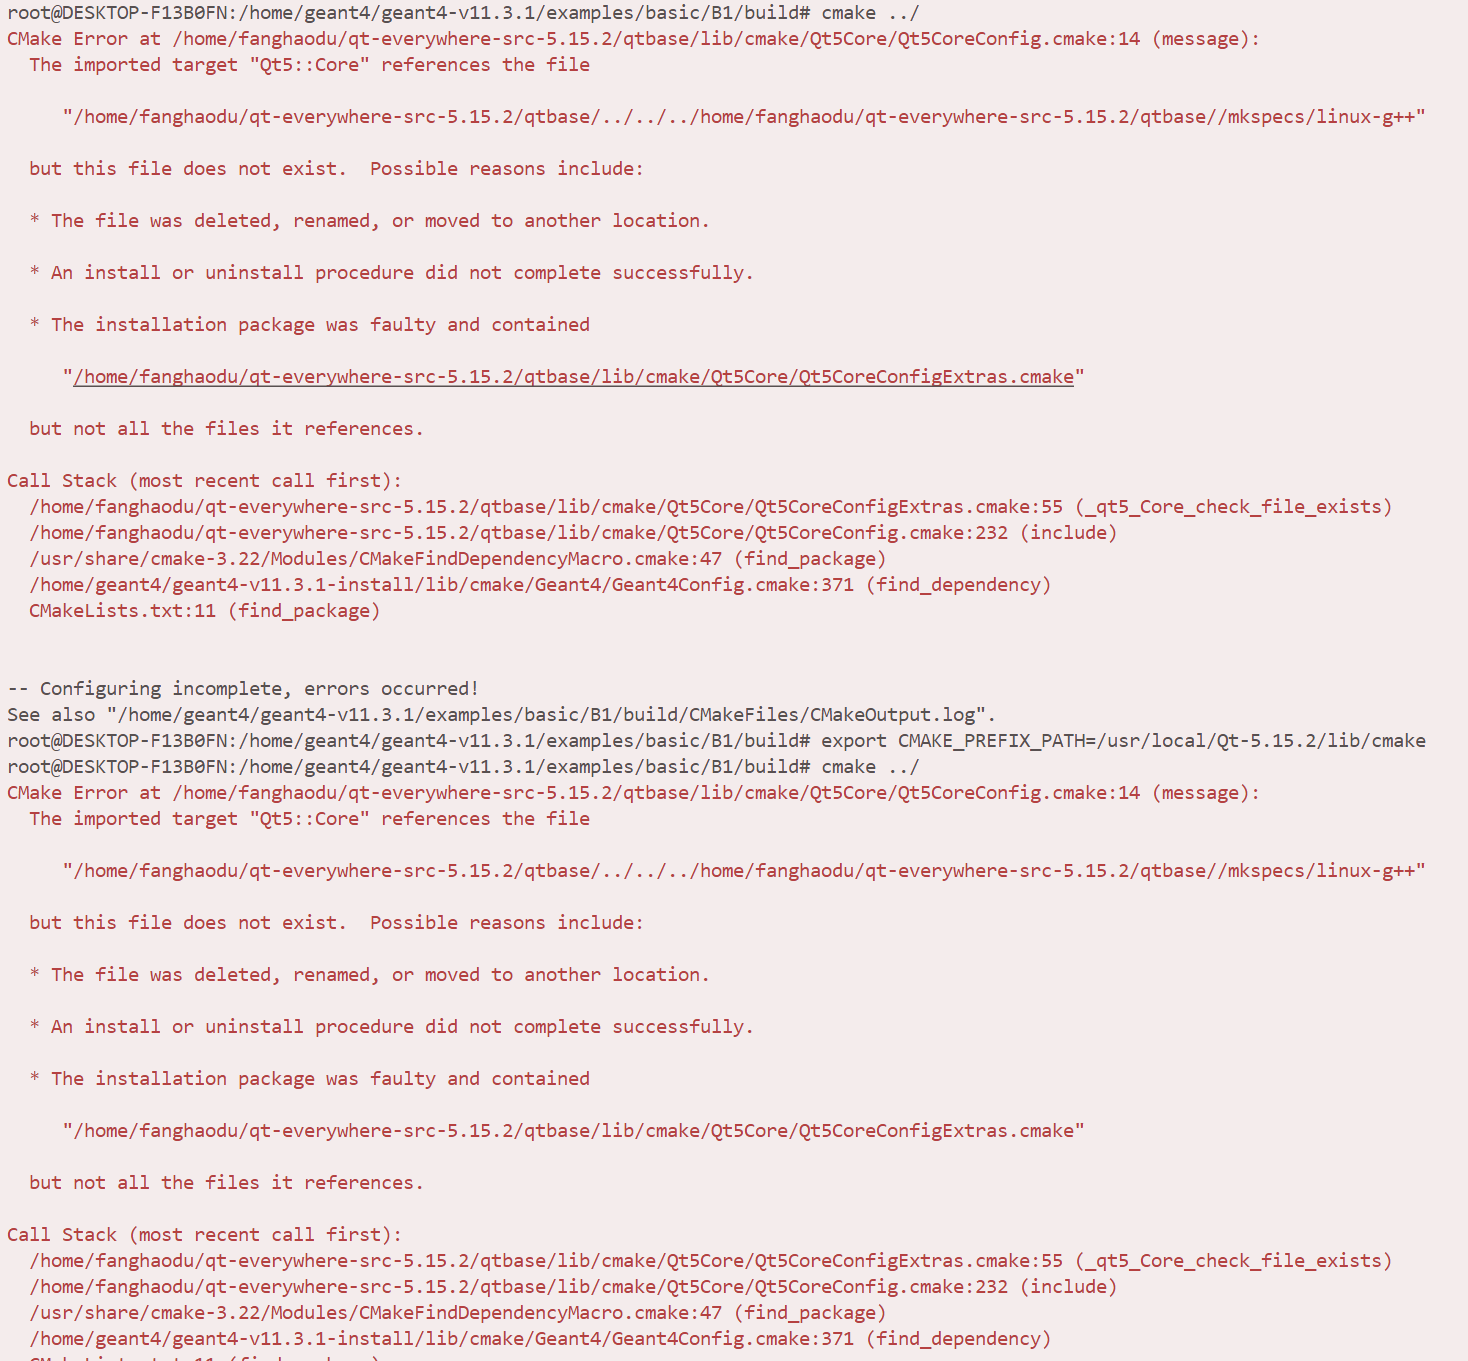 root@DESKTOP-F13B0FN:/home/geant4/geant4-v11.3.1/examples/basic/B1/build# cmake ../
CMake Error at /home/fanghaodu/qt-everywhere-src-5.15.2/qtbase/lib/cmake/Qt5Core/Qt5CoreConfig.cmake:14 (message):
  The imported target "Qt5::Core" references the file
     "/home/fanghaodu/qt-everywhere-src-5.15.2/qtbase/../../../home/fanghaodu/qt-everywhere-src-5.15.2/qtbase//mkspecs/linux-g++"
  but this file does not exist.  Possible reasons include:
  * The file was deleted, renamed, or moved to another location.
  * An install or uninstall procedure did not complete successfully.
  * The installation package was faulty and contained
     "/home/fanghaodu/qt-everywhere-src-5.15.2/qtbase/lib/cmake/Qt5Core/Qt5CoreConfigExtras.cmake"
  but not all the files it references.
Call Stack (most recent call first):
  /home/fanghaodu/qt-everywhere-src-5.15.2/qtbase/lib/cmake/Qt5Core/Qt5CoreConfigExtras.cmake:55 (_qt5_Core_check_file_exists)
  /home/fanghaodu/qt-everywhere-src-5.15.2/qtbase/lib/cmake/Qt5Core/Qt5CoreConfig.cmake:232 (include)
  /usr/share/cmake-3.22/Modules/CMakeFindDependencyMacro.cmake:47 (find_package)
  /home/geant4/geant4-v11.3.1-install/lib/cmake/Geant4/Geant4Config.cmake:371 (find_dependency)
  CMakeLists.txt:11 (find_package)
-- Configuring incomplete, errors occurred!
See also "/home/geant4/geant4-v11.3.1/examples/basic/B1/build/CMakeFiles/CMakeOutput.log".
root@DESKTOP-F13B0FN:/home/geant4/geant4-v11.3.1/examples/basic/B1/build# export CMAKE_PREFIX_PATH=/usr/local/Qt-5.15.2/lib/cmake
root@DESKTOP-F13B0FN:/home/geant4/geant4-v11.3.1/examples/basic/B1/build# cmake ../
CMake Error at /home/fanghaodu/qt-everywhere-src-5.15.2/qtbase/lib/cmake/Qt5Core/Qt5CoreConfig.cmake:14 (message):
  The imported target "Qt5::Core" references the file
     "/home/fanghaodu/qt-everywhere-src-5.15.2/qtbase/../../../home/fanghaodu/qt-everywhere-src-5.15.2/qtbase//mkspecs/linux-g++"
  but this file does not exist.  Possible reasons include:
  * The file was deleted, renamed, or moved to another location.
  * An install or uninstall procedure did not complete successfully.
  * The installation package was faulty and contained
     "/home/fanghaodu/qt-everywhere-src-5.15.2/qtbase/lib/cmake/Qt5Core/Qt5CoreConfigExtras.cmake"
  but not all the files it references.
Call Stack (most recent call first):
  /home/fanghaodu/qt-everywhere-src-5.15.2/qtbase/lib/cmake/Qt5Core/Qt5CoreConfigExtras.cmake:55 (_qt5_Core_check_file_exists)
  /home/fanghaodu/qt-everywhere-src-5.15.2/qtbase/lib/cmake/Qt5Core/Qt5CoreConfig.cmake:232 (include)
  /usr/share/cmake-3.22/Modules/CMakeFindDependencyMacro.cmake:47 (find_package)
  /home/geant4/geant4-v11.3.1-install/lib/cmake/Geant4/Geant4Config.cmake:371 (find_dependency)